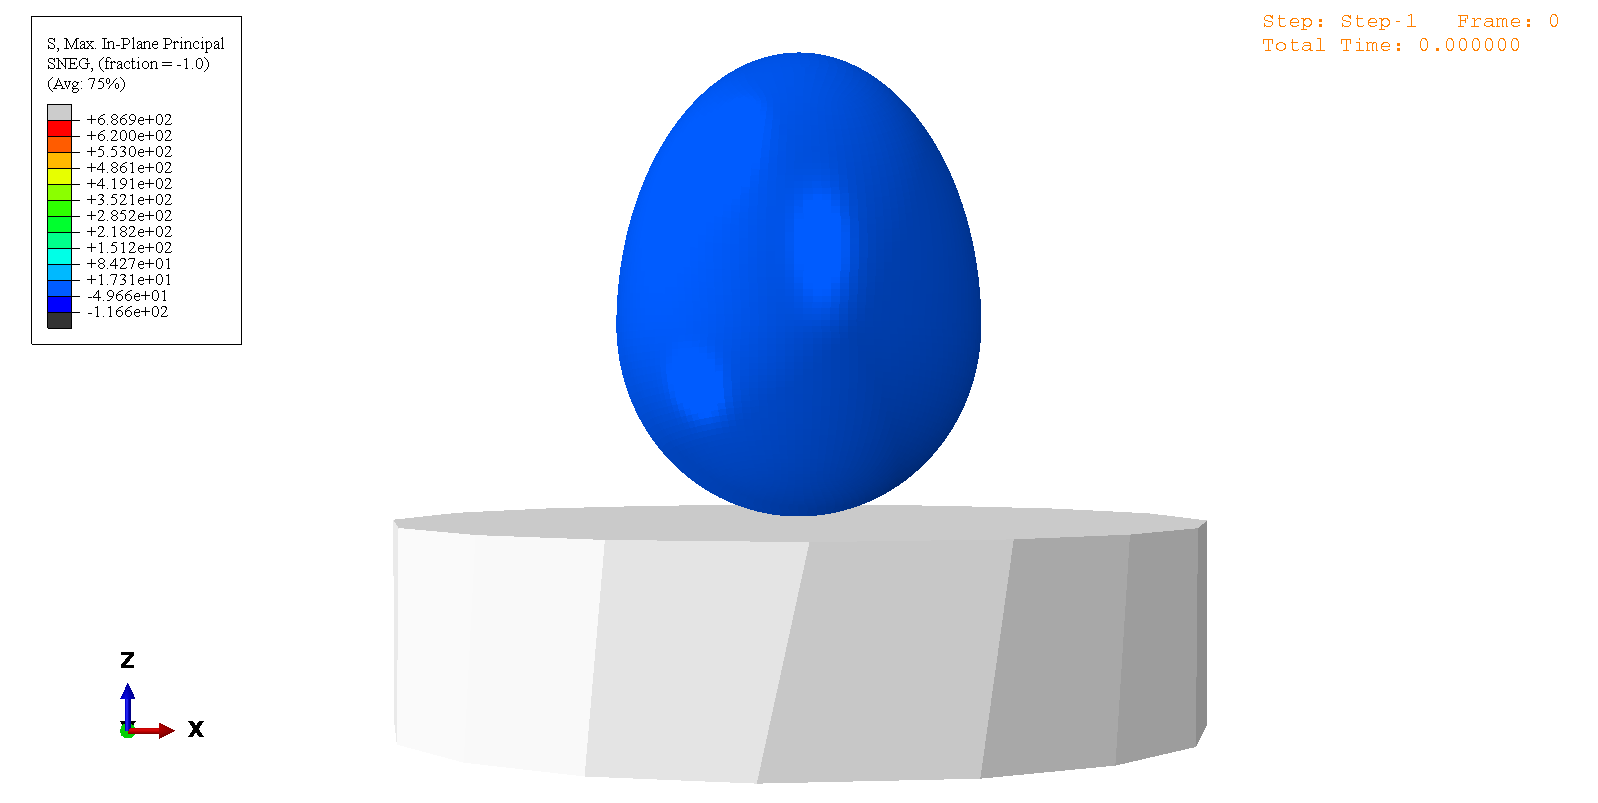 S, Max. In-Plane Principal
SNEG, (fraction = -1.0)
(Avg: 75%)
+6.869e+02
+6.200e+02
+5.530e+02
+4.861e+02
+4.191e+02
+3.521e+02
+2.852e+02
+2.182e+02
+1.512e+02
+8.427e+01
+1.731e+01
-4.966e+01
-1.166e+02
Step: Step-1 Frame: 0
Total Time: 0.000000
Z
X